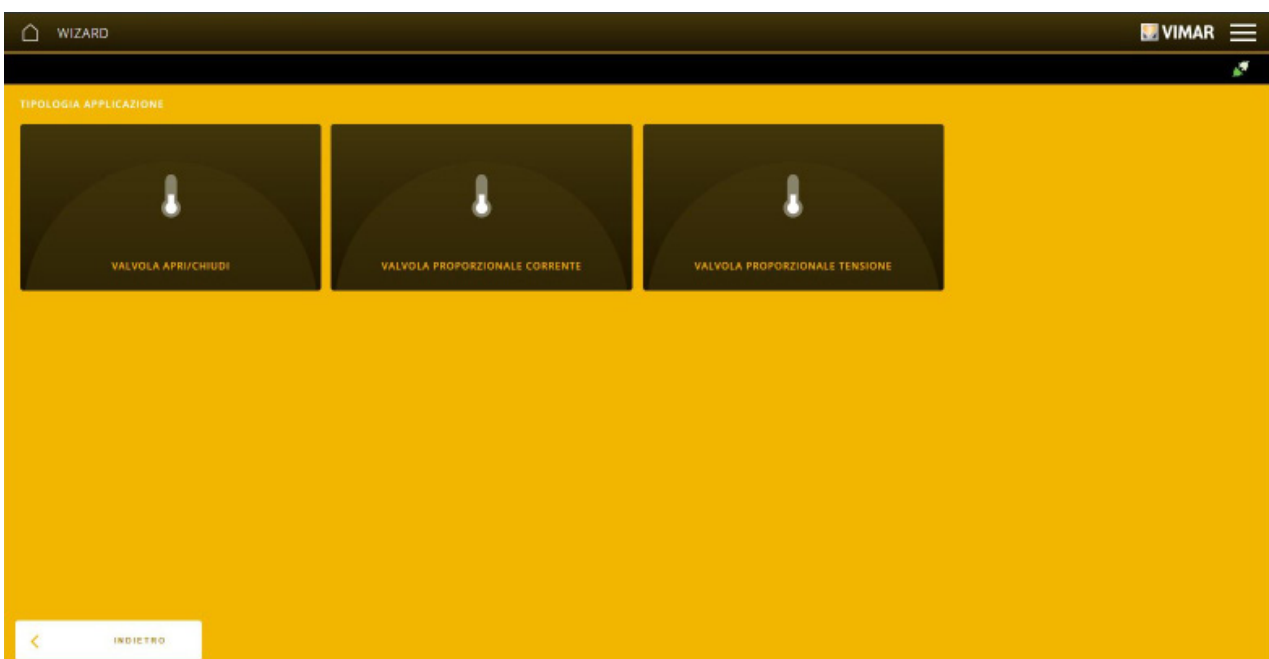 WIZARD
VIMAR
TIPOLOGIA APPLICAZIONE
VALVOLA APRI/CHIUDI
VALVOLA PROPORZIONALE CORRENTE
VALVOLA PROPORZIONALE TENSIONE
INDIETRO